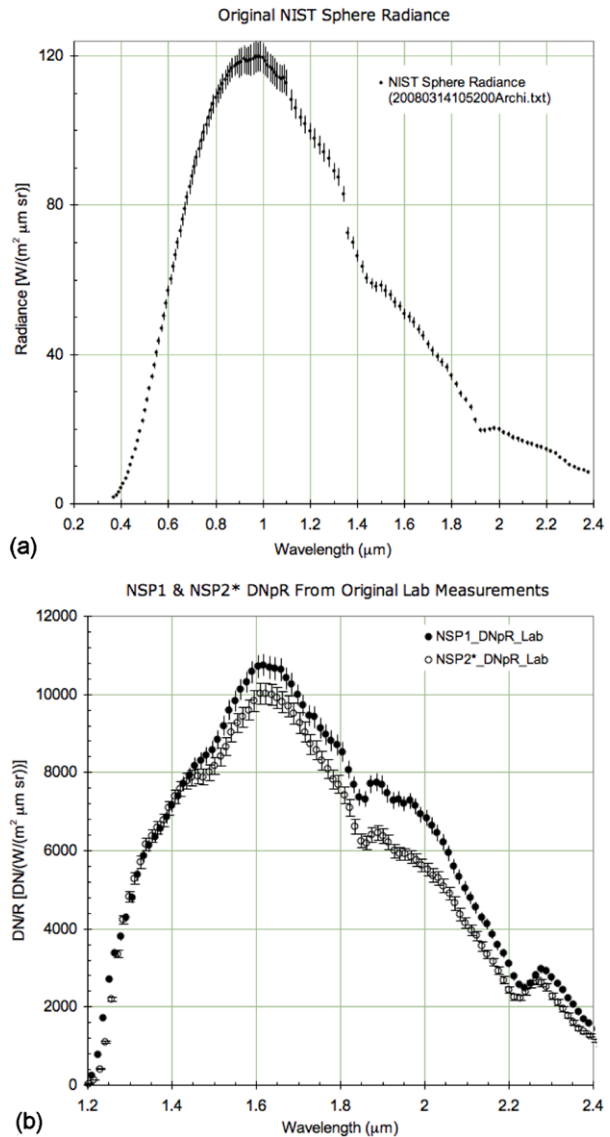 Original NIST Sphere Radiance
120
80
40
0
Radiance [W/(m² µm sr)]
NIST Sphere Radiance
(20080314105200Archi.txt)
0.2 0.4 0.6 0.8 1 1.2 1.4 1.6 1.8 2 2.2 2.4
Wavelength (µm)
(a)
NSP1 & NSP2* DNpR From Original Lab Measurements
12000
10000
8000
6000
4000
2000
0
DN/R [DN/(W/(m² µm sr))]
NSP1_DNpR_Lab
NSP2*_DNpR_Lab
1.2 1.4 1.6 1.8 2 2.2 2.4
Wavelength (µm)
(b)